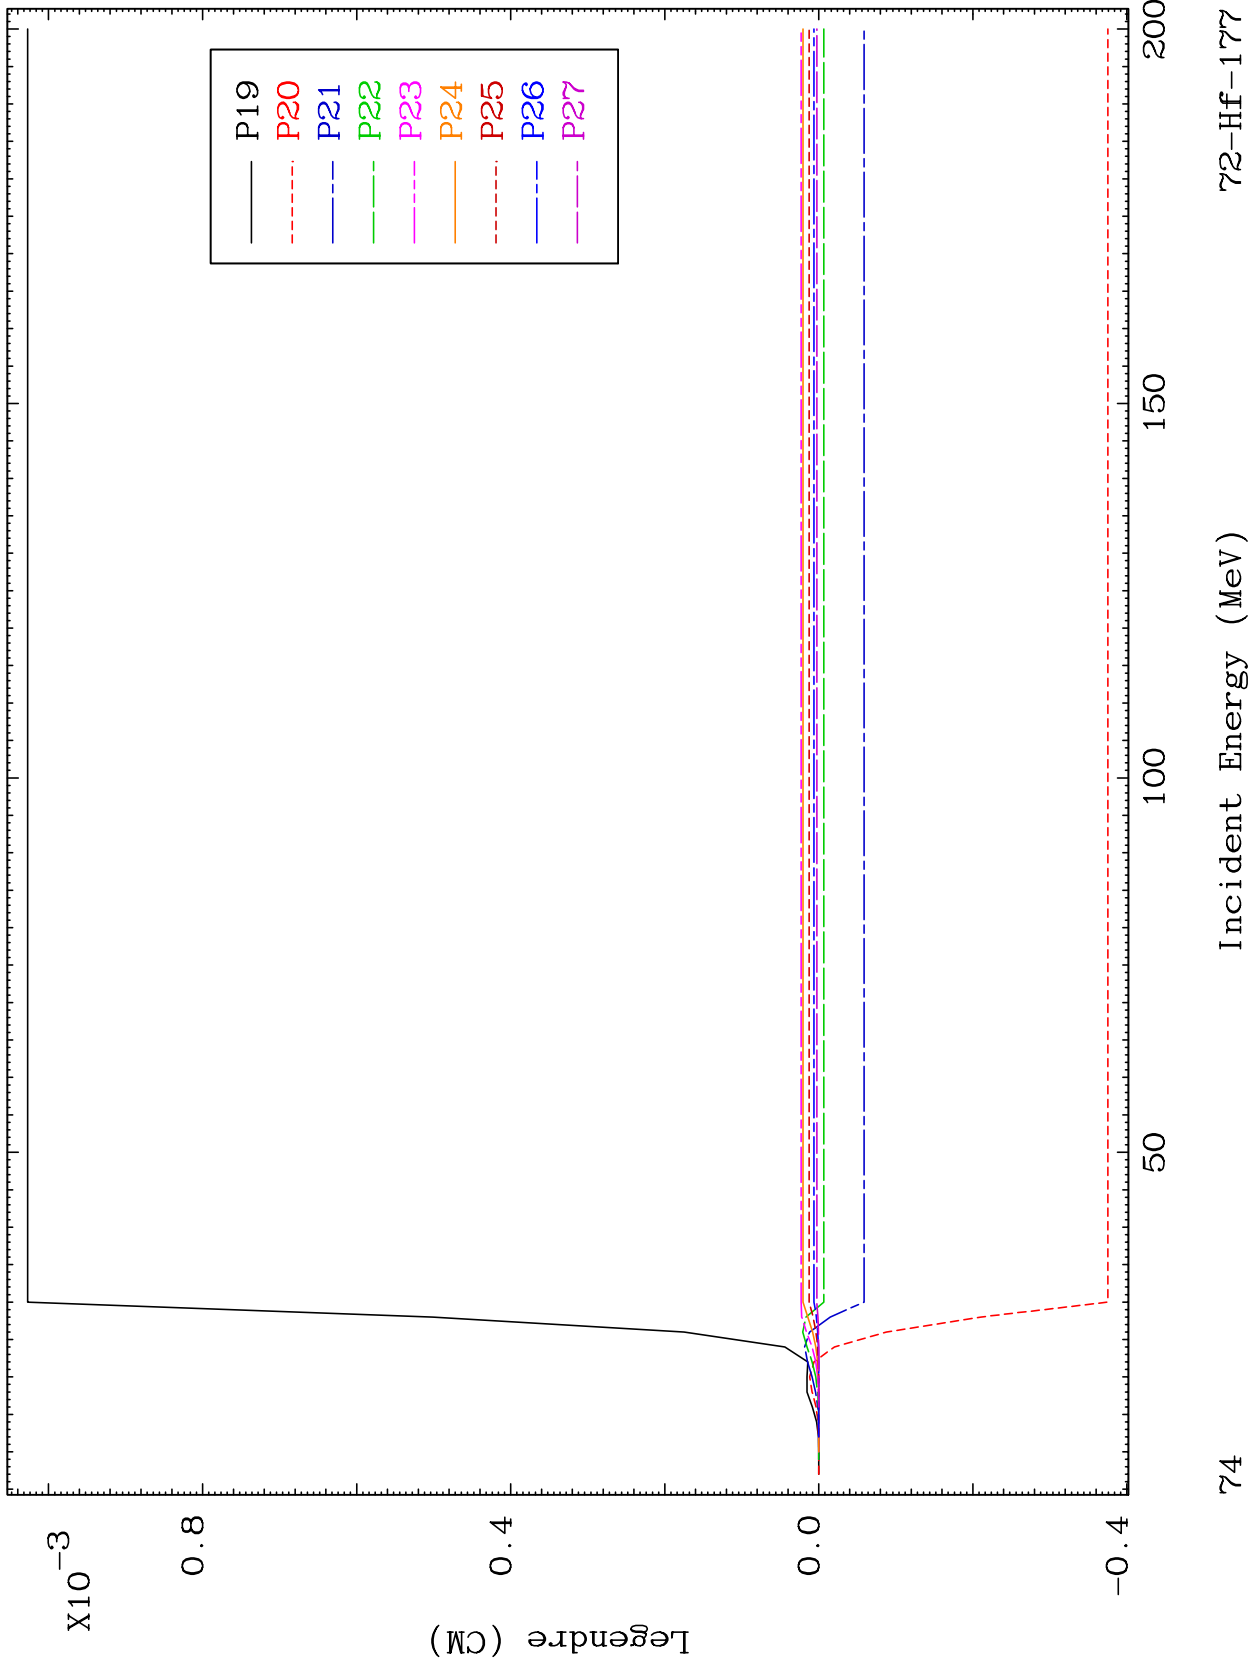 X10-3
0.8
0.4
0.0
-0.4
Legendre (CM)
P19
P20
P21
P22
P23
P24
P25
P26
P27
50
100
150
200
Incident Energy (MeV)
74
72-Hf-177